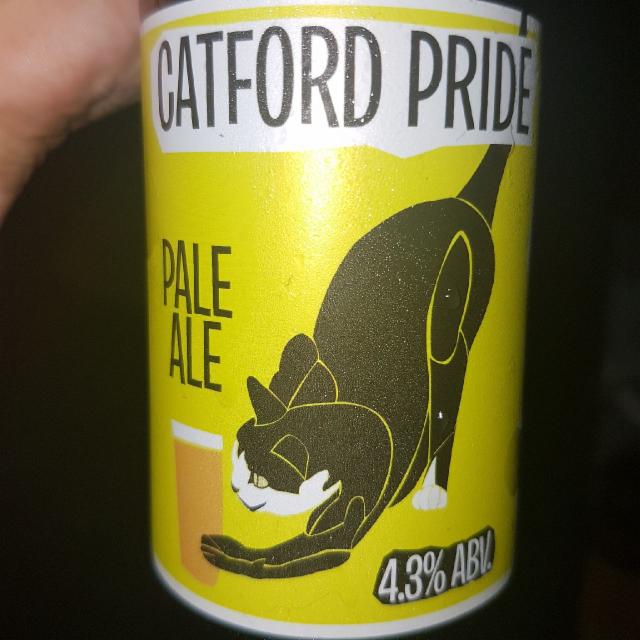 CATFORD PRIDE
PALE
ALE
4.3% ABV.